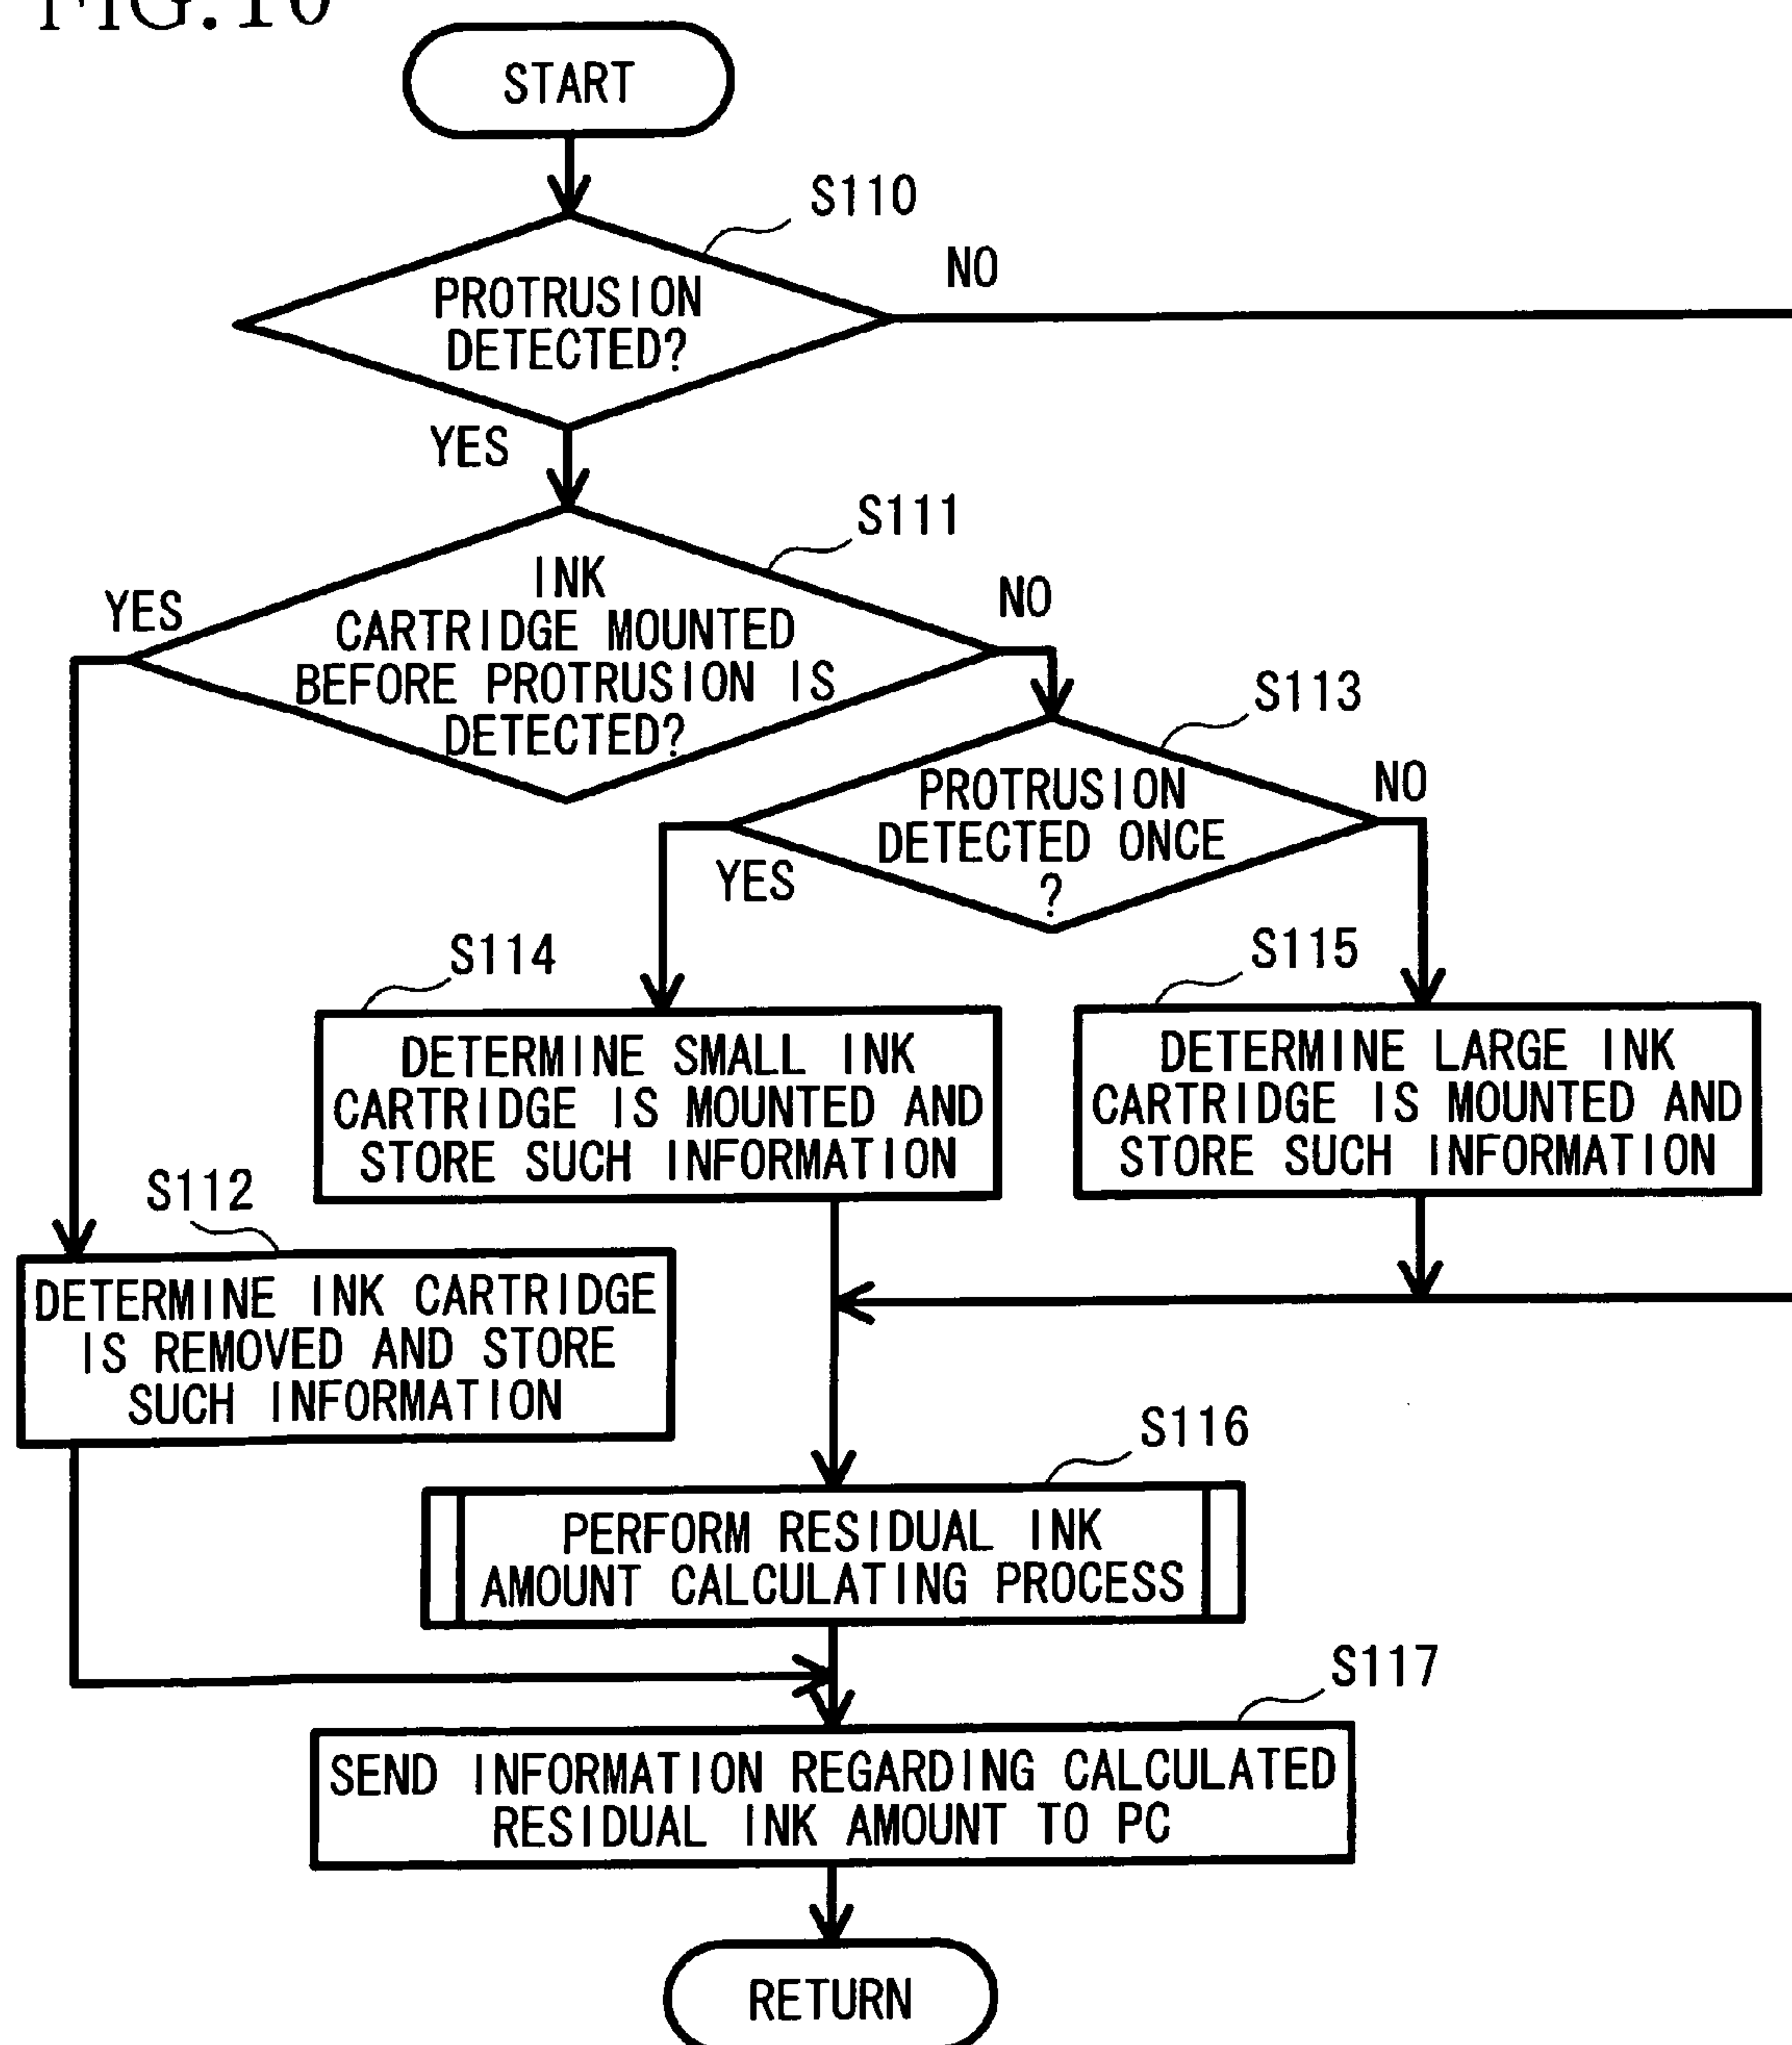 FIG.10
START
S110
PROTRUSION
DETECTED?
NO
YES
S111
INK
CARTRIDGE MOUNTED
BEFORE PROTRUSION IS
DETECTED?
YES
NO
S113
PROTRUSION
DETECTED ONCE
?
YES
NO
S114
DETERMINE SMALL INK
CARTRIDGE IS MOUNTED AND
STORE SUCH INFORMATION
S115
DETERMINE LARGE INK
CARTRIDGE IS MOUNTED AND
STORE SUCH INFORMATION
S112
DETERMINE INK CARTRIDGE
IS REMOVED AND STORE
SUCH INFORMATION
S116
PERFORM RESIDUAL INK
AMOUNT CALCULATING PROCESS
S117
SEND INFORMATION REGARDING CALCULATED
RESIDUAL INK AMOUNT TO PC
RETURN